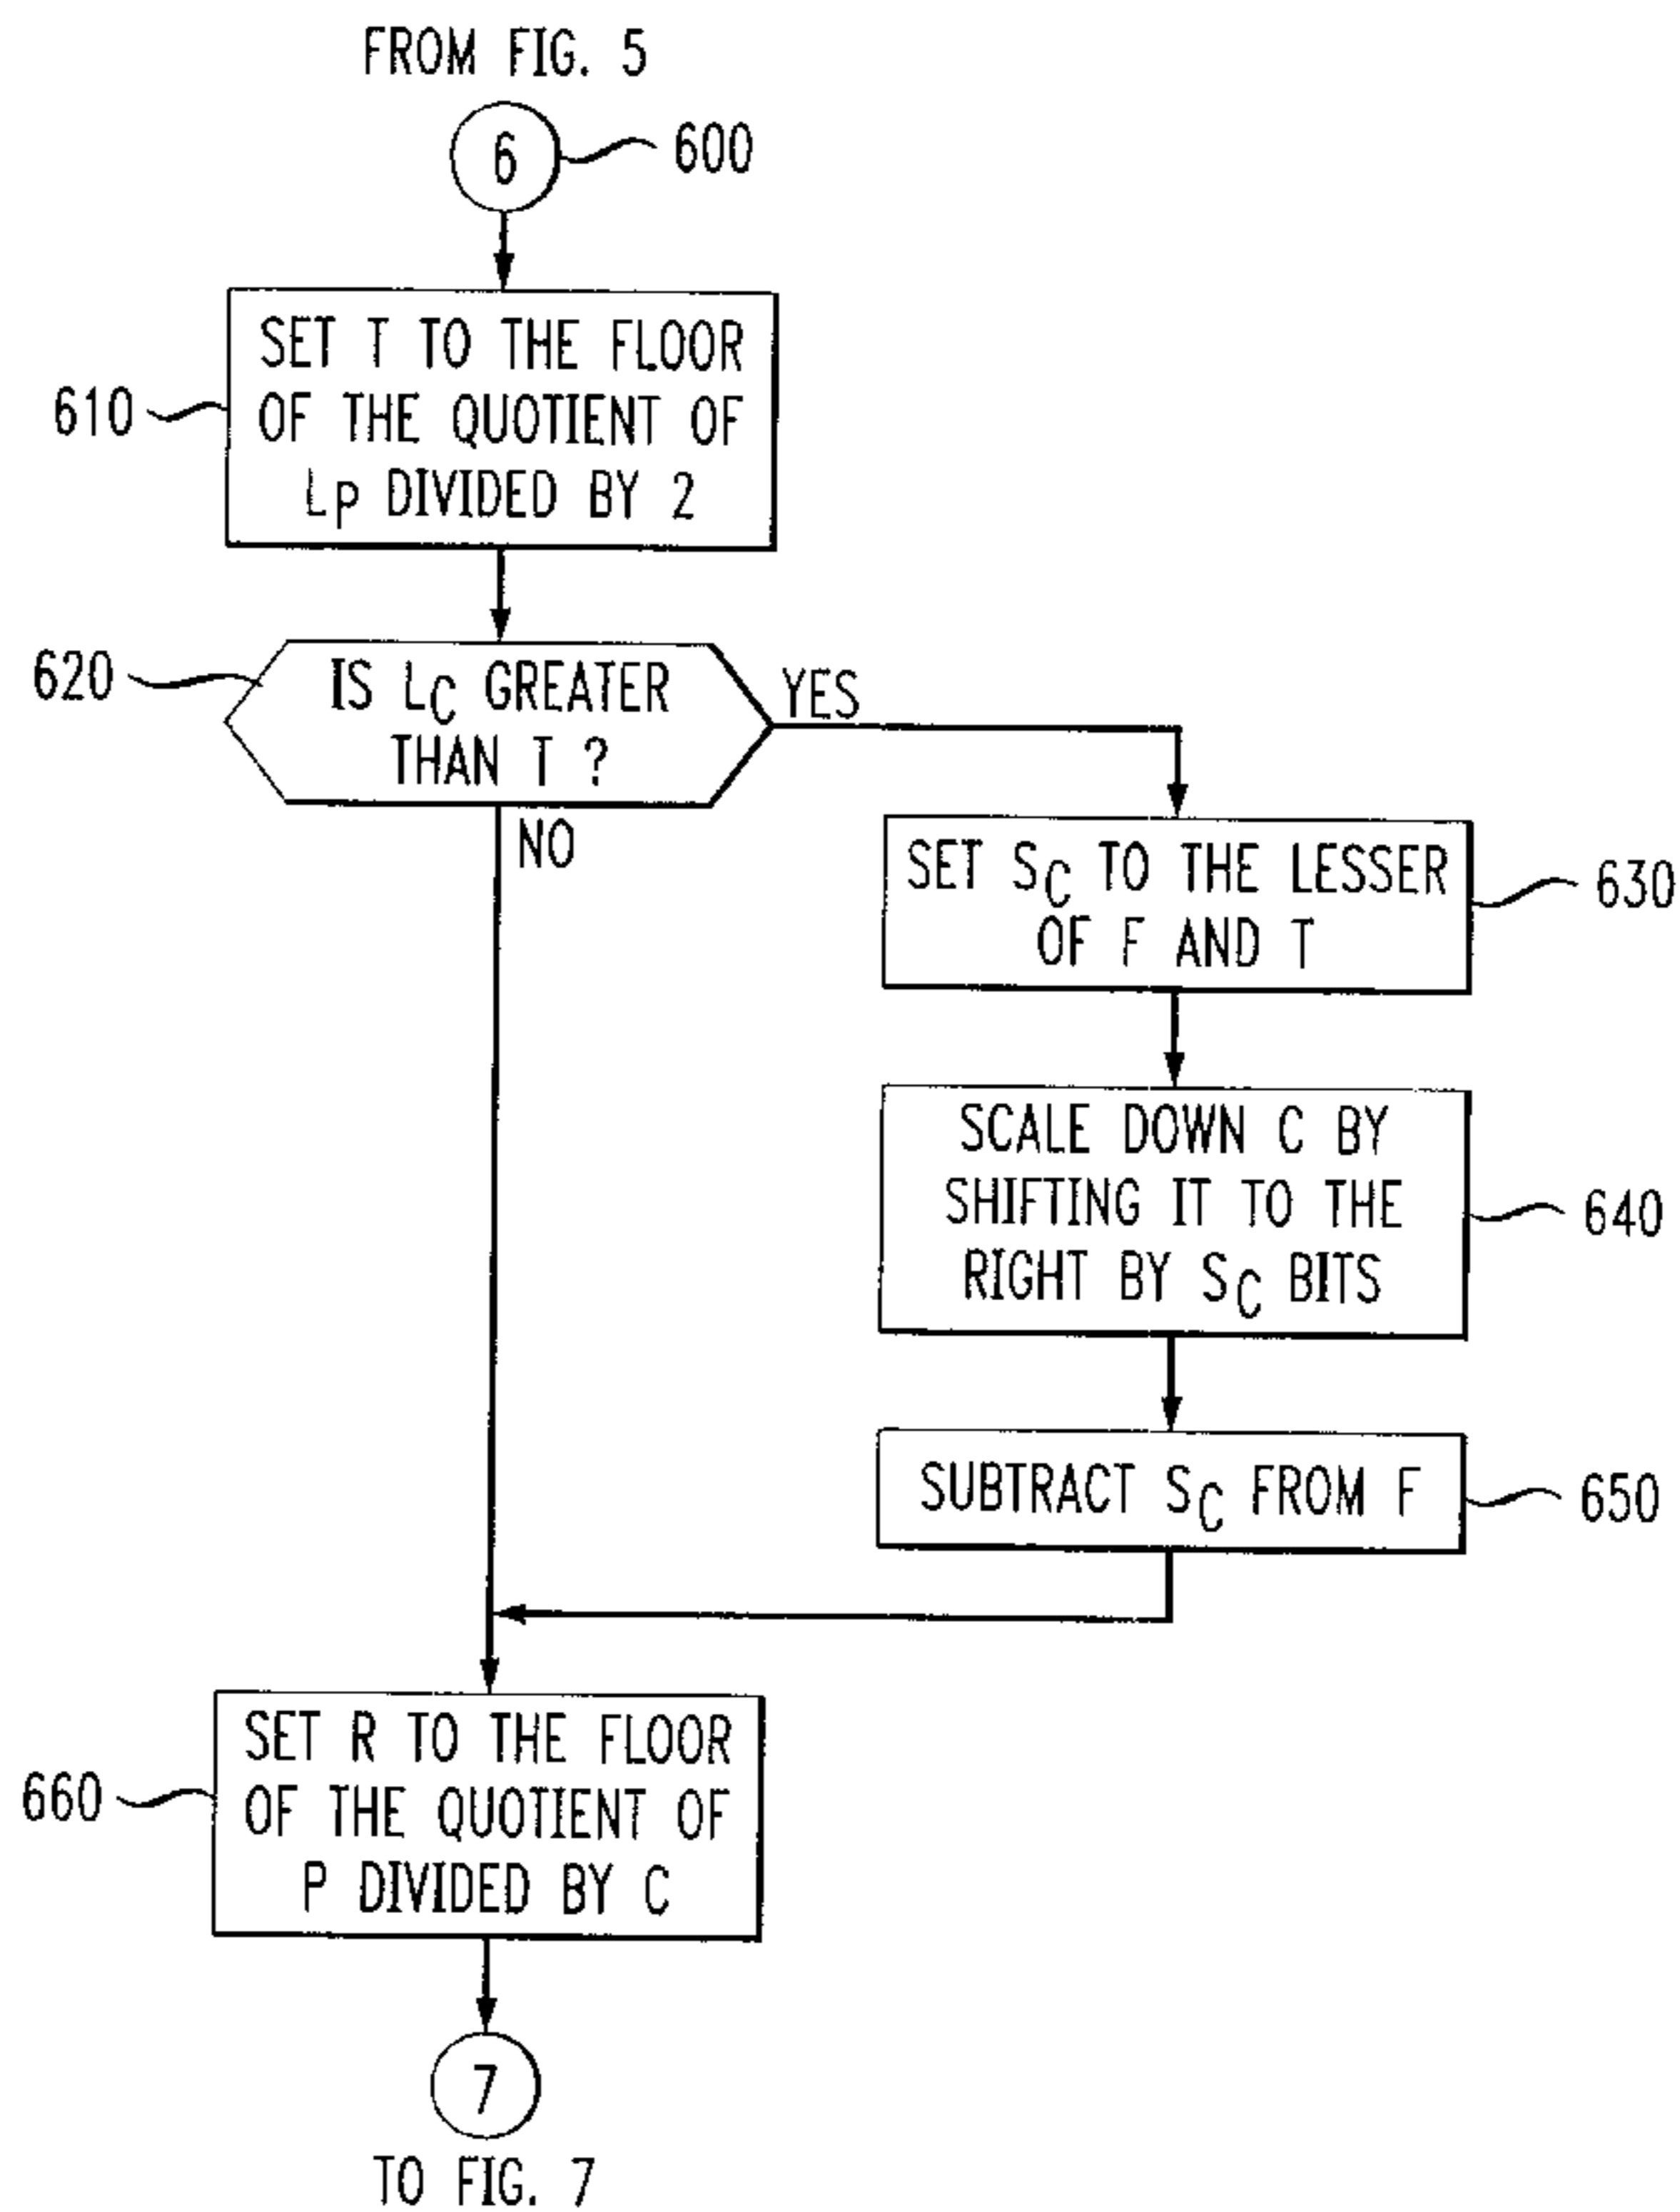 FROM FIG. 5
6
600
610
SET T TO THE FLOOR
OF THE QUOTIENT OF
LP DIVIDED BY 2
620
IS LC GREATER
THAN T ?
YES
NO
SET SC TO THE LESSER
OF F AND T
630
SCALE DOWN C BY
SHIFTING IT TO THE
RIGHT BY SC BITS
640
SUBTRACT SC FROM F
650
660
SET R TO THE FLOOR
OF THE QUOTIENT OF
P DIVIDED BY C
7
TO FIG. 7